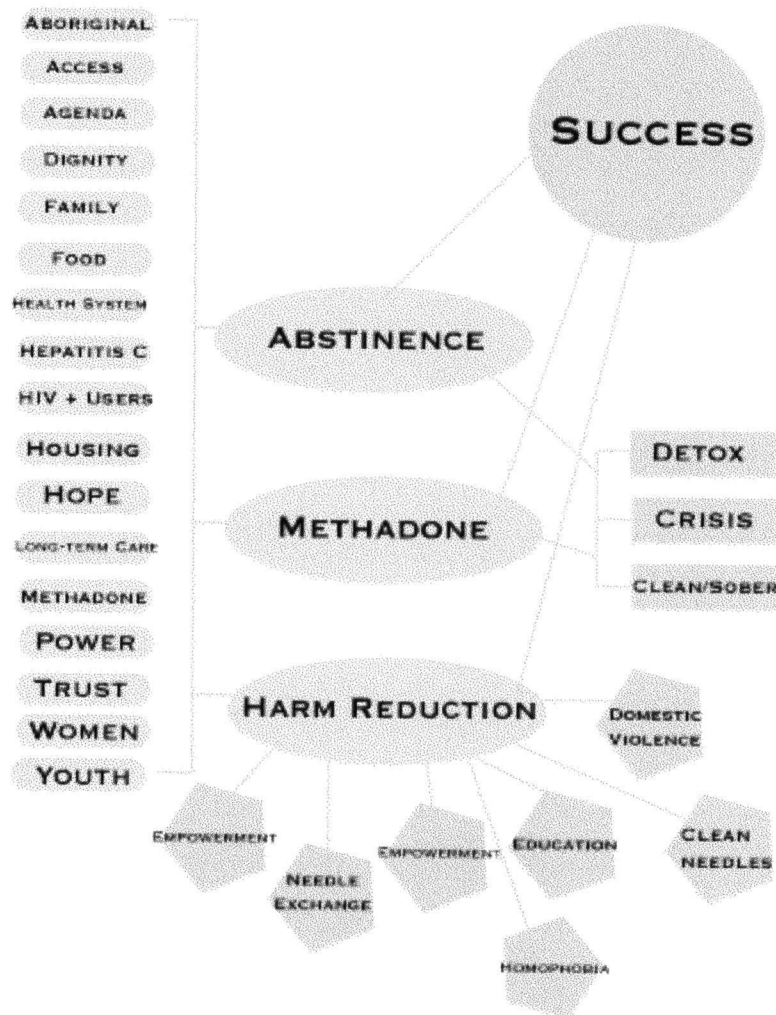 ABORIGINAL
ACCESS
AGENDA
DIGNITY
FAMILY
FOOD
HEALTH SYSTEM
HEPATITIS C
HIV + USERS
HOUSING
HOPE
LONG-TERM CARE
METHADONE
POWER
TRUST
WOMEN
YOUTH
SUCCESS
ABSTINENCE
METHADONE
HARM REDUCTION
DETOX
CRISIS
CLEAN/SOBER
DOMESTIC
VIOLENCE
EMPOWERMENT
NEEDLE
EXCHANGE
EMPOWERMENT
EDUCATION
CLEAN
NEEDLES
HOMOPHOBIA